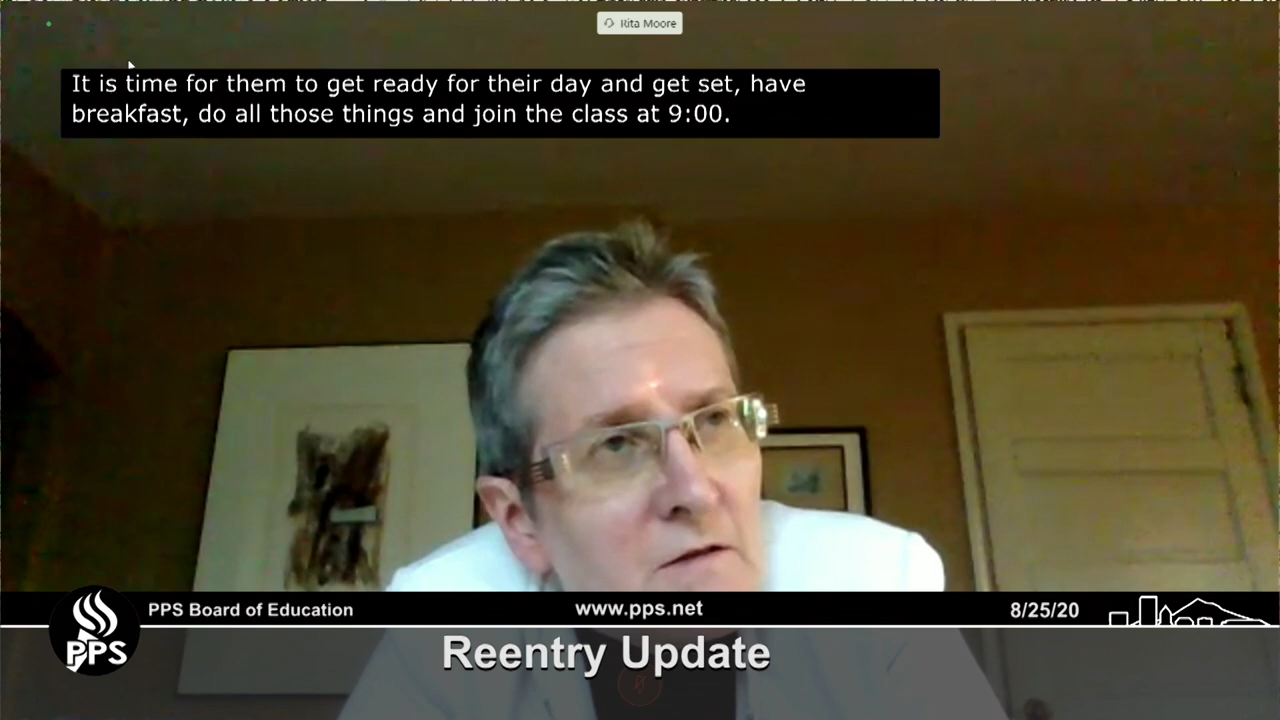 Rita Moore
It is time for them to get ready for their day and get set, have
breakfast, do all those things and join the class at 9:00.
PPS Board of Education
www.pps.net
8/25/20
PPS
Reentry Update